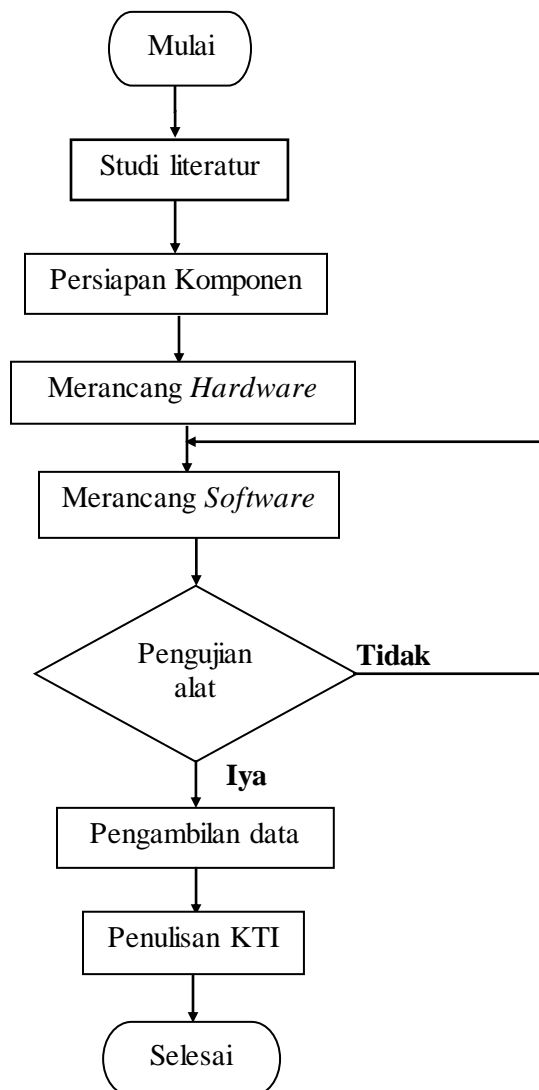 Mulai
Studi literatur
Persiapan Komponen
Merancang Hardware
Merancang Software
Pengujian
alat
Tidak
Iya
Pengambilan data
Penulisan KTI
Selesai